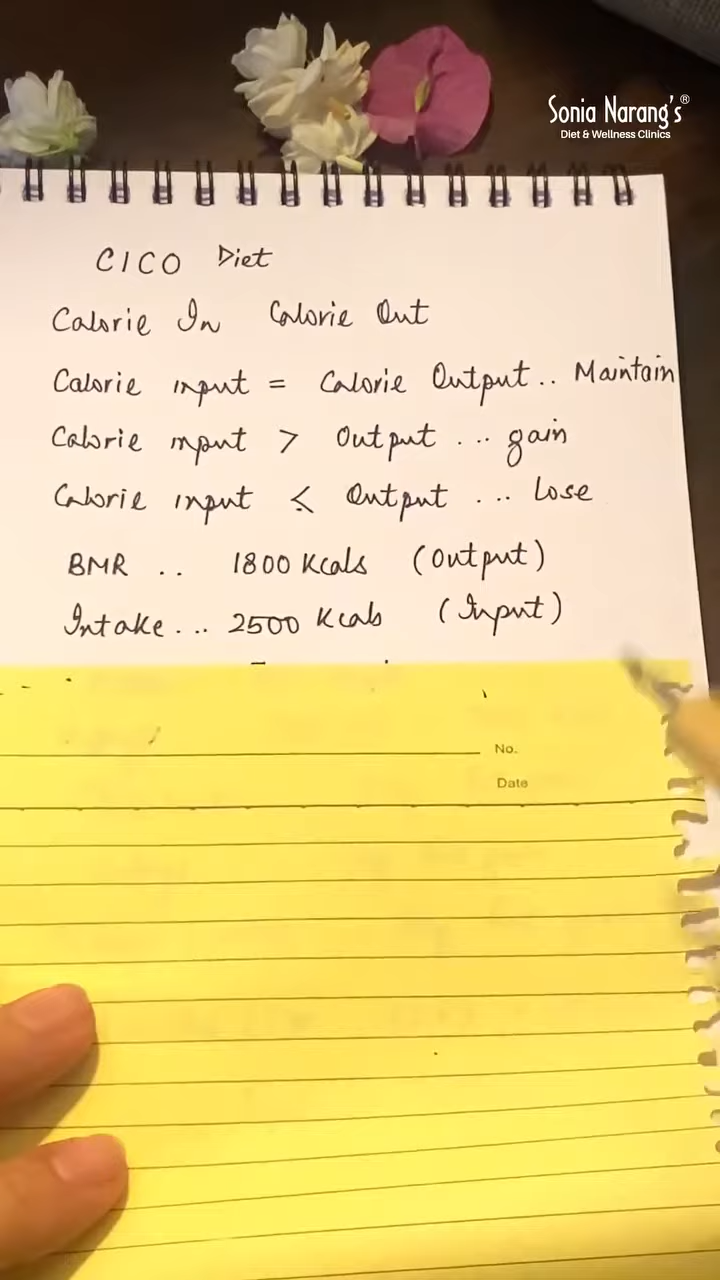 Sonia Narang's®
Diet & Wellness Clinics
CICO Diet
Calorie In Calorie Out
Calorie input = Calorie Output .. Maintain
Calorie input > Output ... gain
Calorie input < Output ... Lose
BMR .. 1800 Kcals (Output)
Intake ... 2500 Kcals (Input)
No.
Date